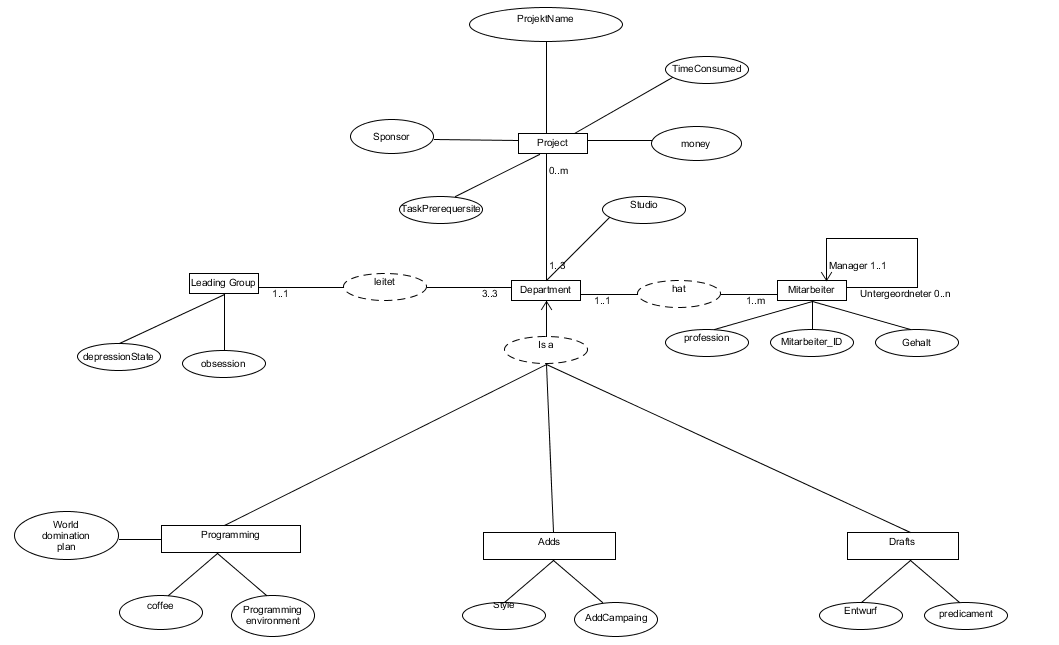 ProjektName
TimeConsumed
Sponsor
Project
money
0..m
TaskPrerequersite
Studio
1..3
Manager 1..1
Leading Group
leitet
Department
hat
Mitarbeiter
1..1
3..3
1..1
1..m
Untergeordneter 0..n
profession
Mitarbeiter_ID
Gehalt
Is a
depressionState
obsession
World
domination
plan
Programming
Adds
Drafts
coffee
Programming
environment
Style
AddCampaing
Entwurf
predicament